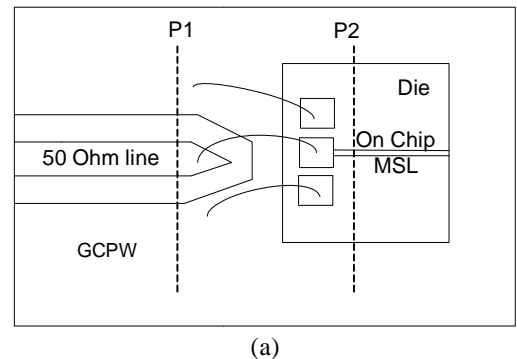 P1 P2
Die
50 Ohm line
On Chip
MSL
GCPW
(a)